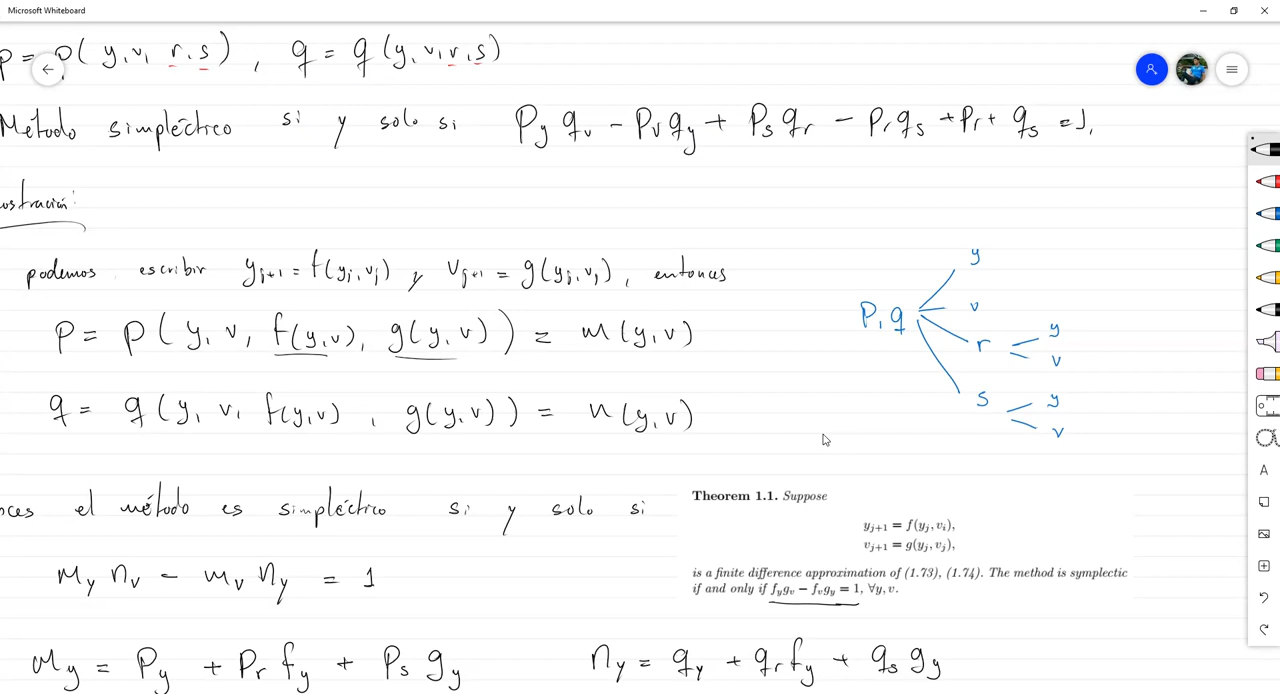 Microsoft Whiteboard
p = p(y, v, r, s), q = q(y, v, r, s)
Método simpléctico si y solo si p_y q_v - p_v q_y + p_s q_r - p_r q_s + p_r + q_s = 1,
ostración:
podemos escribir y_{j+1} = f(y_j, v_j) y v_{j+1} = g(y_j, v_j), entonces
p = p(y, v, f(y, v), g(y, v)) = m(y, v)
q = q(y, v, f(y, v), g(y, v)) = n(y, v)
p, q
y
v
r
y
v
s
y
v
nces el método es simpléctico si y solo si
m_y n_v - m_v n_y = 1
Theorem 1.1. Suppose
y_{j+1} = f(y_j, v_i),
v_{j+1} = g(y_j, v_j),
is a finite difference approximation of (1.73), (1.74). The method is symplectic
if and only if f_y g_v − f_v g_y = 1, ∀y, v.
m_y = p_y + p_r f_y + p_s g_y
n_y = q_y + q_r f_y + q_s g_y
A